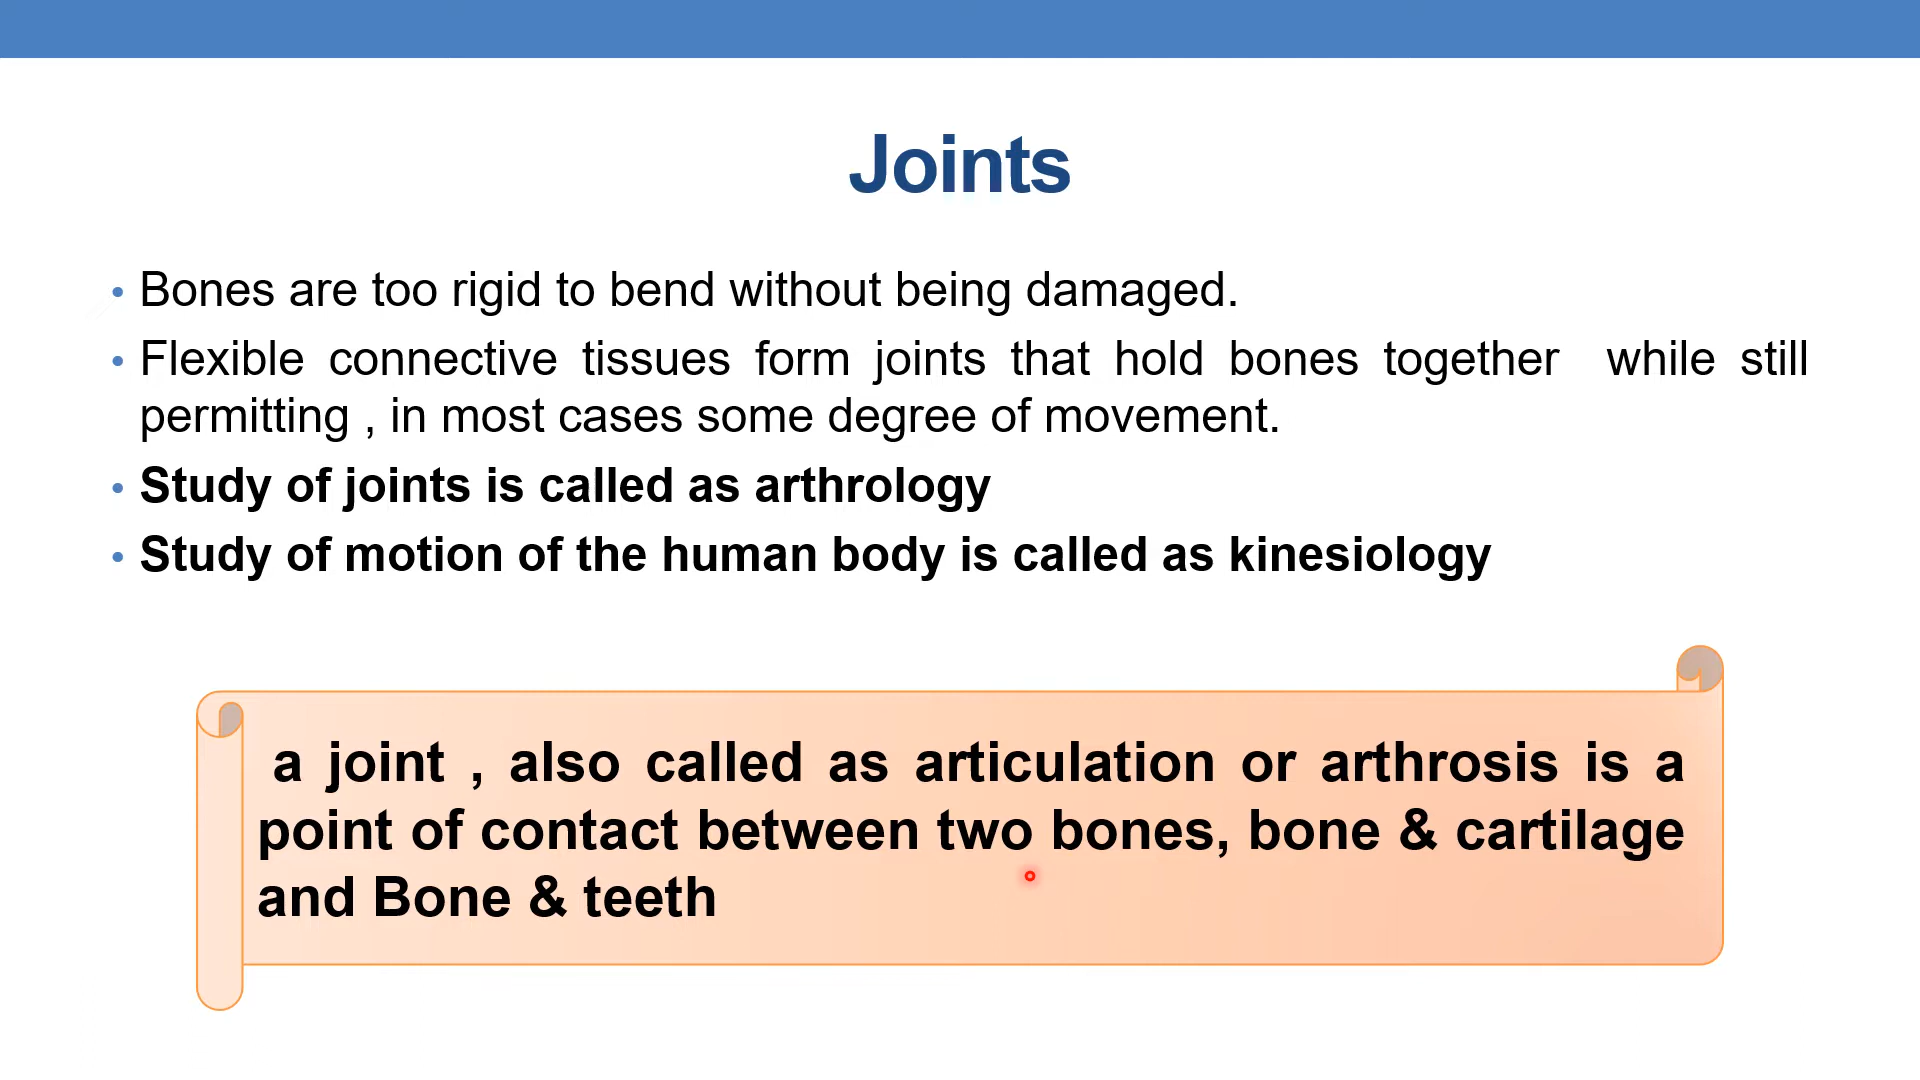 Joints
• Bones are too rigid to bend without being damaged.
• Flexible connective tissues form joints that hold bones together while still
permitting , in most cases some degree of movement.
• Study of joints is called as arthrology
• Study of motion of the human body is called as kinesiology
a joint , also called as articulation or arthrosis is a
point of contact between two bones, bone & cartilage
and Bone & teeth